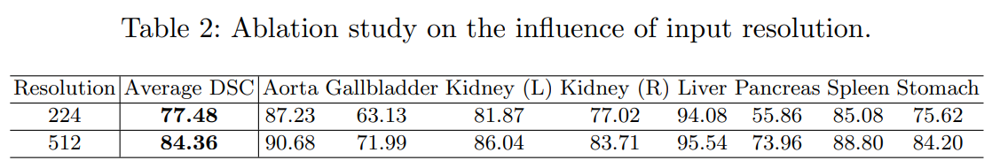 Table 2: Ablation study on the influence of input resolution.
Resolution Average DSC Aorta Gallbladder Kidney (L) Kidney (R) Liver Pancreas Spleen Stomach
224 77.48 87.23 63.13 81.87 77.02 94.08 55.86 85.08 75.62
512 84.36 90.68 71.99 86.04 83.71 95.54 73.96 88.80 84.20